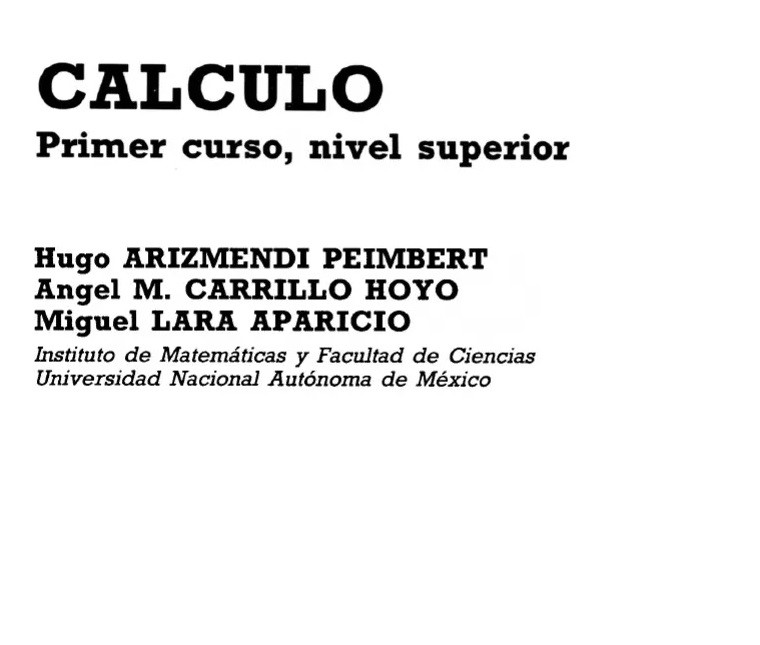 CALCULO
Primer curso, nivel superior
Hugo ARIZMENDI PEIMBERT
Angel M. CARRILLO HOYO
Miguel LARA APARICIO
Instituto de Matemáticas y Facultad de Ciencias
Universidad Nacional Autónoma de México